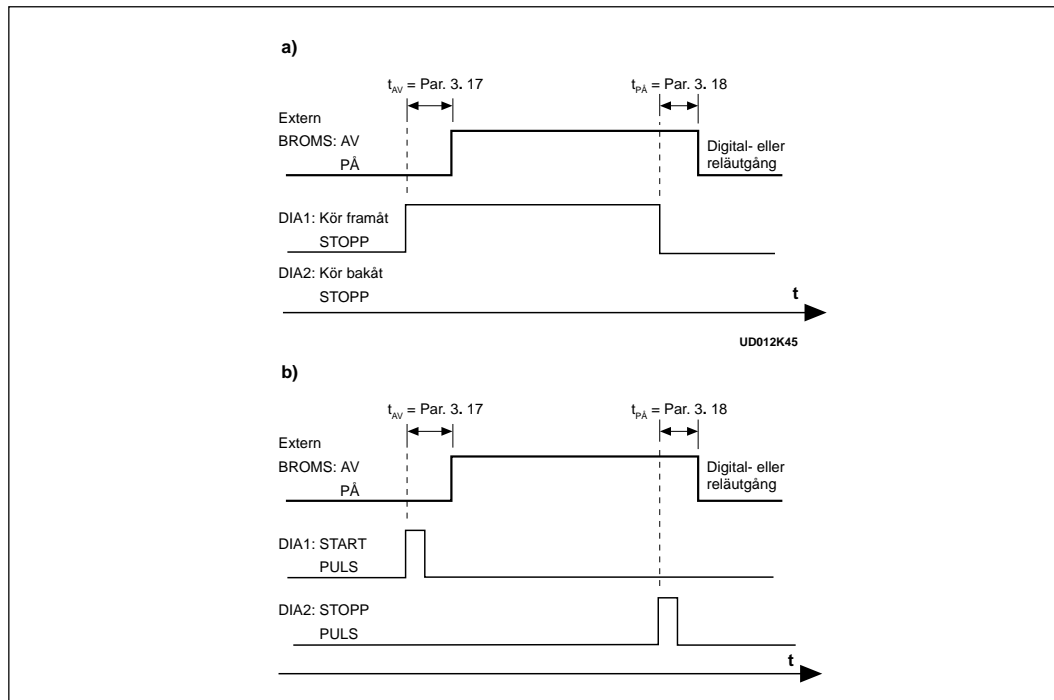 a)
t_AV = Par. 3. 17
t_PÅ = Par. 3. 18
Extern
BROMS: AV
PÅ
Digital- eller
reläutgång
DIA1: Kör framåt
STOPP
DIA2: Kör bakåt
STOPP
t
UD012K45
b)
t_AV = Par. 3. 17
t_PÅ = Par. 3. 18
Extern
BROMS: AV
PÅ
Digital- eller
reläutgång
DIA1: START
PULS
DIA2: STOPP
PULS
t